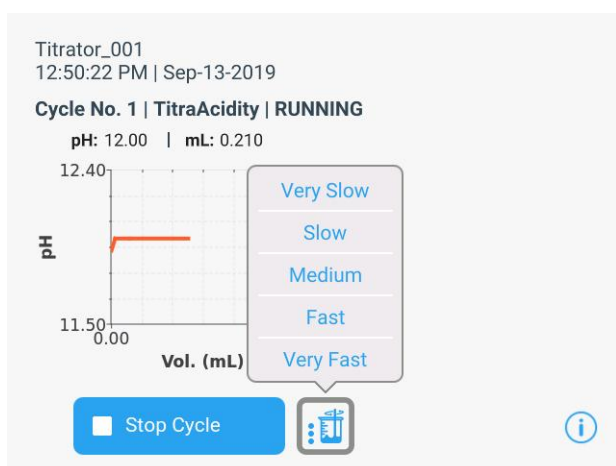 Titrator_001
12:50:22 PM | Sep-13-2019
Cycle No. 1 | TitraAcidity | RUNNING
pH: 12.00 | mL: 0.210
12.40
pH
11.50
0.00
Vol. (mL)
Very Slow
Slow
Medium
Fast
Very Fast
Stop Cycle
i